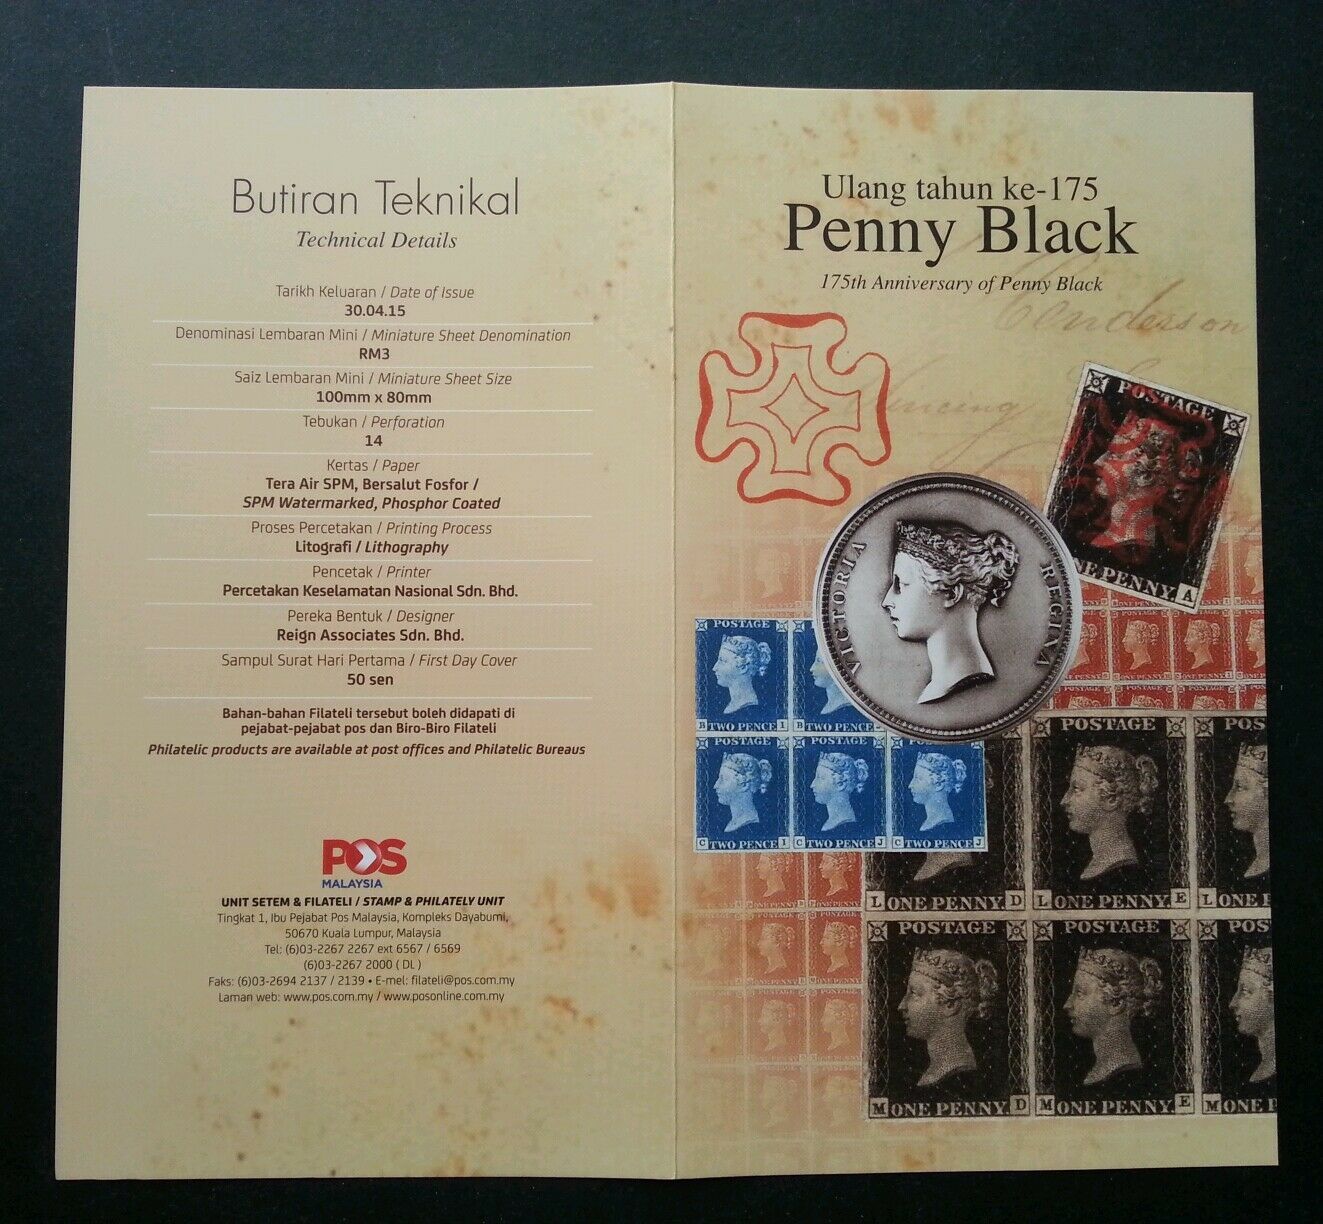 Butiran Teknikal
Technical Details
Tarikh Keluaran / Date of Issue
30.04.15
Denominasi Lembaran Mini / Miniature Sheet Denomination
RM3
Saiz Lembaran Mini / Miniature Sheet Size
100mm x 80mm
Tebukan / Perforation
14
Kertas / Paper
Tera Air SPM, Bersalut Fosfor /
SPM Watermarked, Phosphor Coated
Proses Percetakan / Printing Process
Litografi / Lithography
Pencetak / Printer
Percetakan Keselamatan Nasional Sdn. Bhd.
Pereka Bentuk / Designer
Reign Associates Sdn. Bhd.
Sampul Surat Hari Pertama / First Day Cover
50 sen
Bahan-bahan Filateli tersebut boleh didapati di
pejabat-pejabat pos dan Biro-Biro Filateli
Philatelic products are available at post offices and Philatelic Bureaus
POS
MALAYSIA
UNIT SETEM & FILATELI / STAMP & PHILATELY UNIT
Tingkat 1, Ibu Pejabat Pos Malaysia, Kompleks Dayabumi,
50670 Kuala Lumpur, Malaysia
Tel: (6)03-2267 2267 ext 6567 / 6569
(6)03-2267 2000 ( DL )
Faks: (6)03-2694 2137 / 2139 • E-mel: filateli@pos.com.my
Laman web: www.pos.com.my / www.posonline.com.my
Ulang tahun ke-175
Penny Black
175th Anniversary of Penny Black
POSTAGE
ONE PENNY A
VICTORIA REGINA
POSTAGE
B TWO PENCE I B
POSTAGE POSTAGE POSTAGE
C TWO PENCE I C TWO PENCE J C TWO PENCE J
POSTAGE POS
L ONE PENNY D L ONE PENNY E L ONE
POSTAGE POSTAGE POS
M ONE PENNY D M ONE PENNY E M ONE P